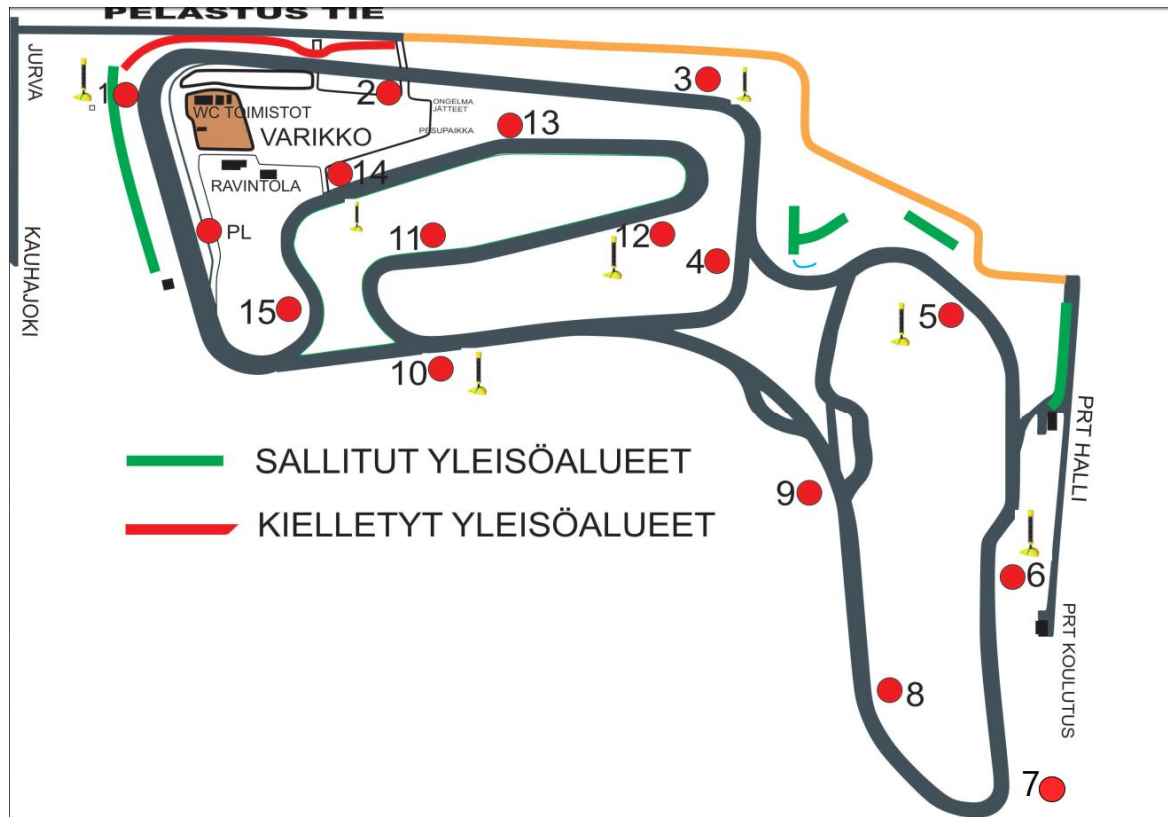 PELASTUS TIE
JURVA
KAUHAJOKI
1
2
3
ONGELMA
JÄTTEET
PESUPAIKKA
13
WC TOIMISTOT
VARIKKO
RAVINTOLA
14
PL
11
12
4
15
5
10
PRT HALLI
SALLITUT YLEISÖALUEET
9
KIELLETYT YLEISÖALUEET
6
PRT KOULUTUS
8
7